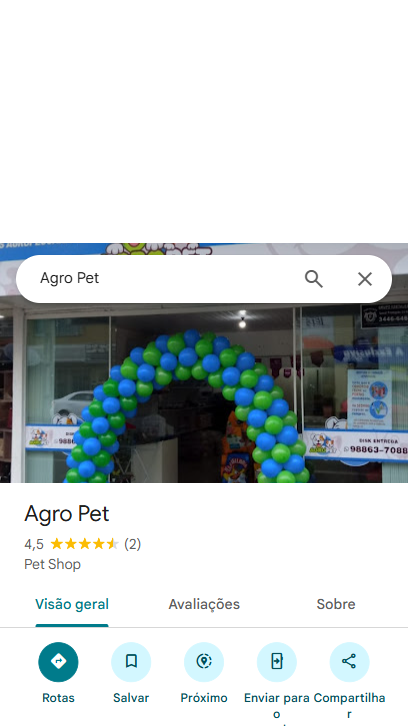 Agro Pet
DISK ENTREGA
98863-7088
Agro Pet
4,5 (2)
Pet Shop
Visão geral
Avaliações
Sobre
Rotas
Salvar
Próximo
Enviar para
o
Compartilha
r